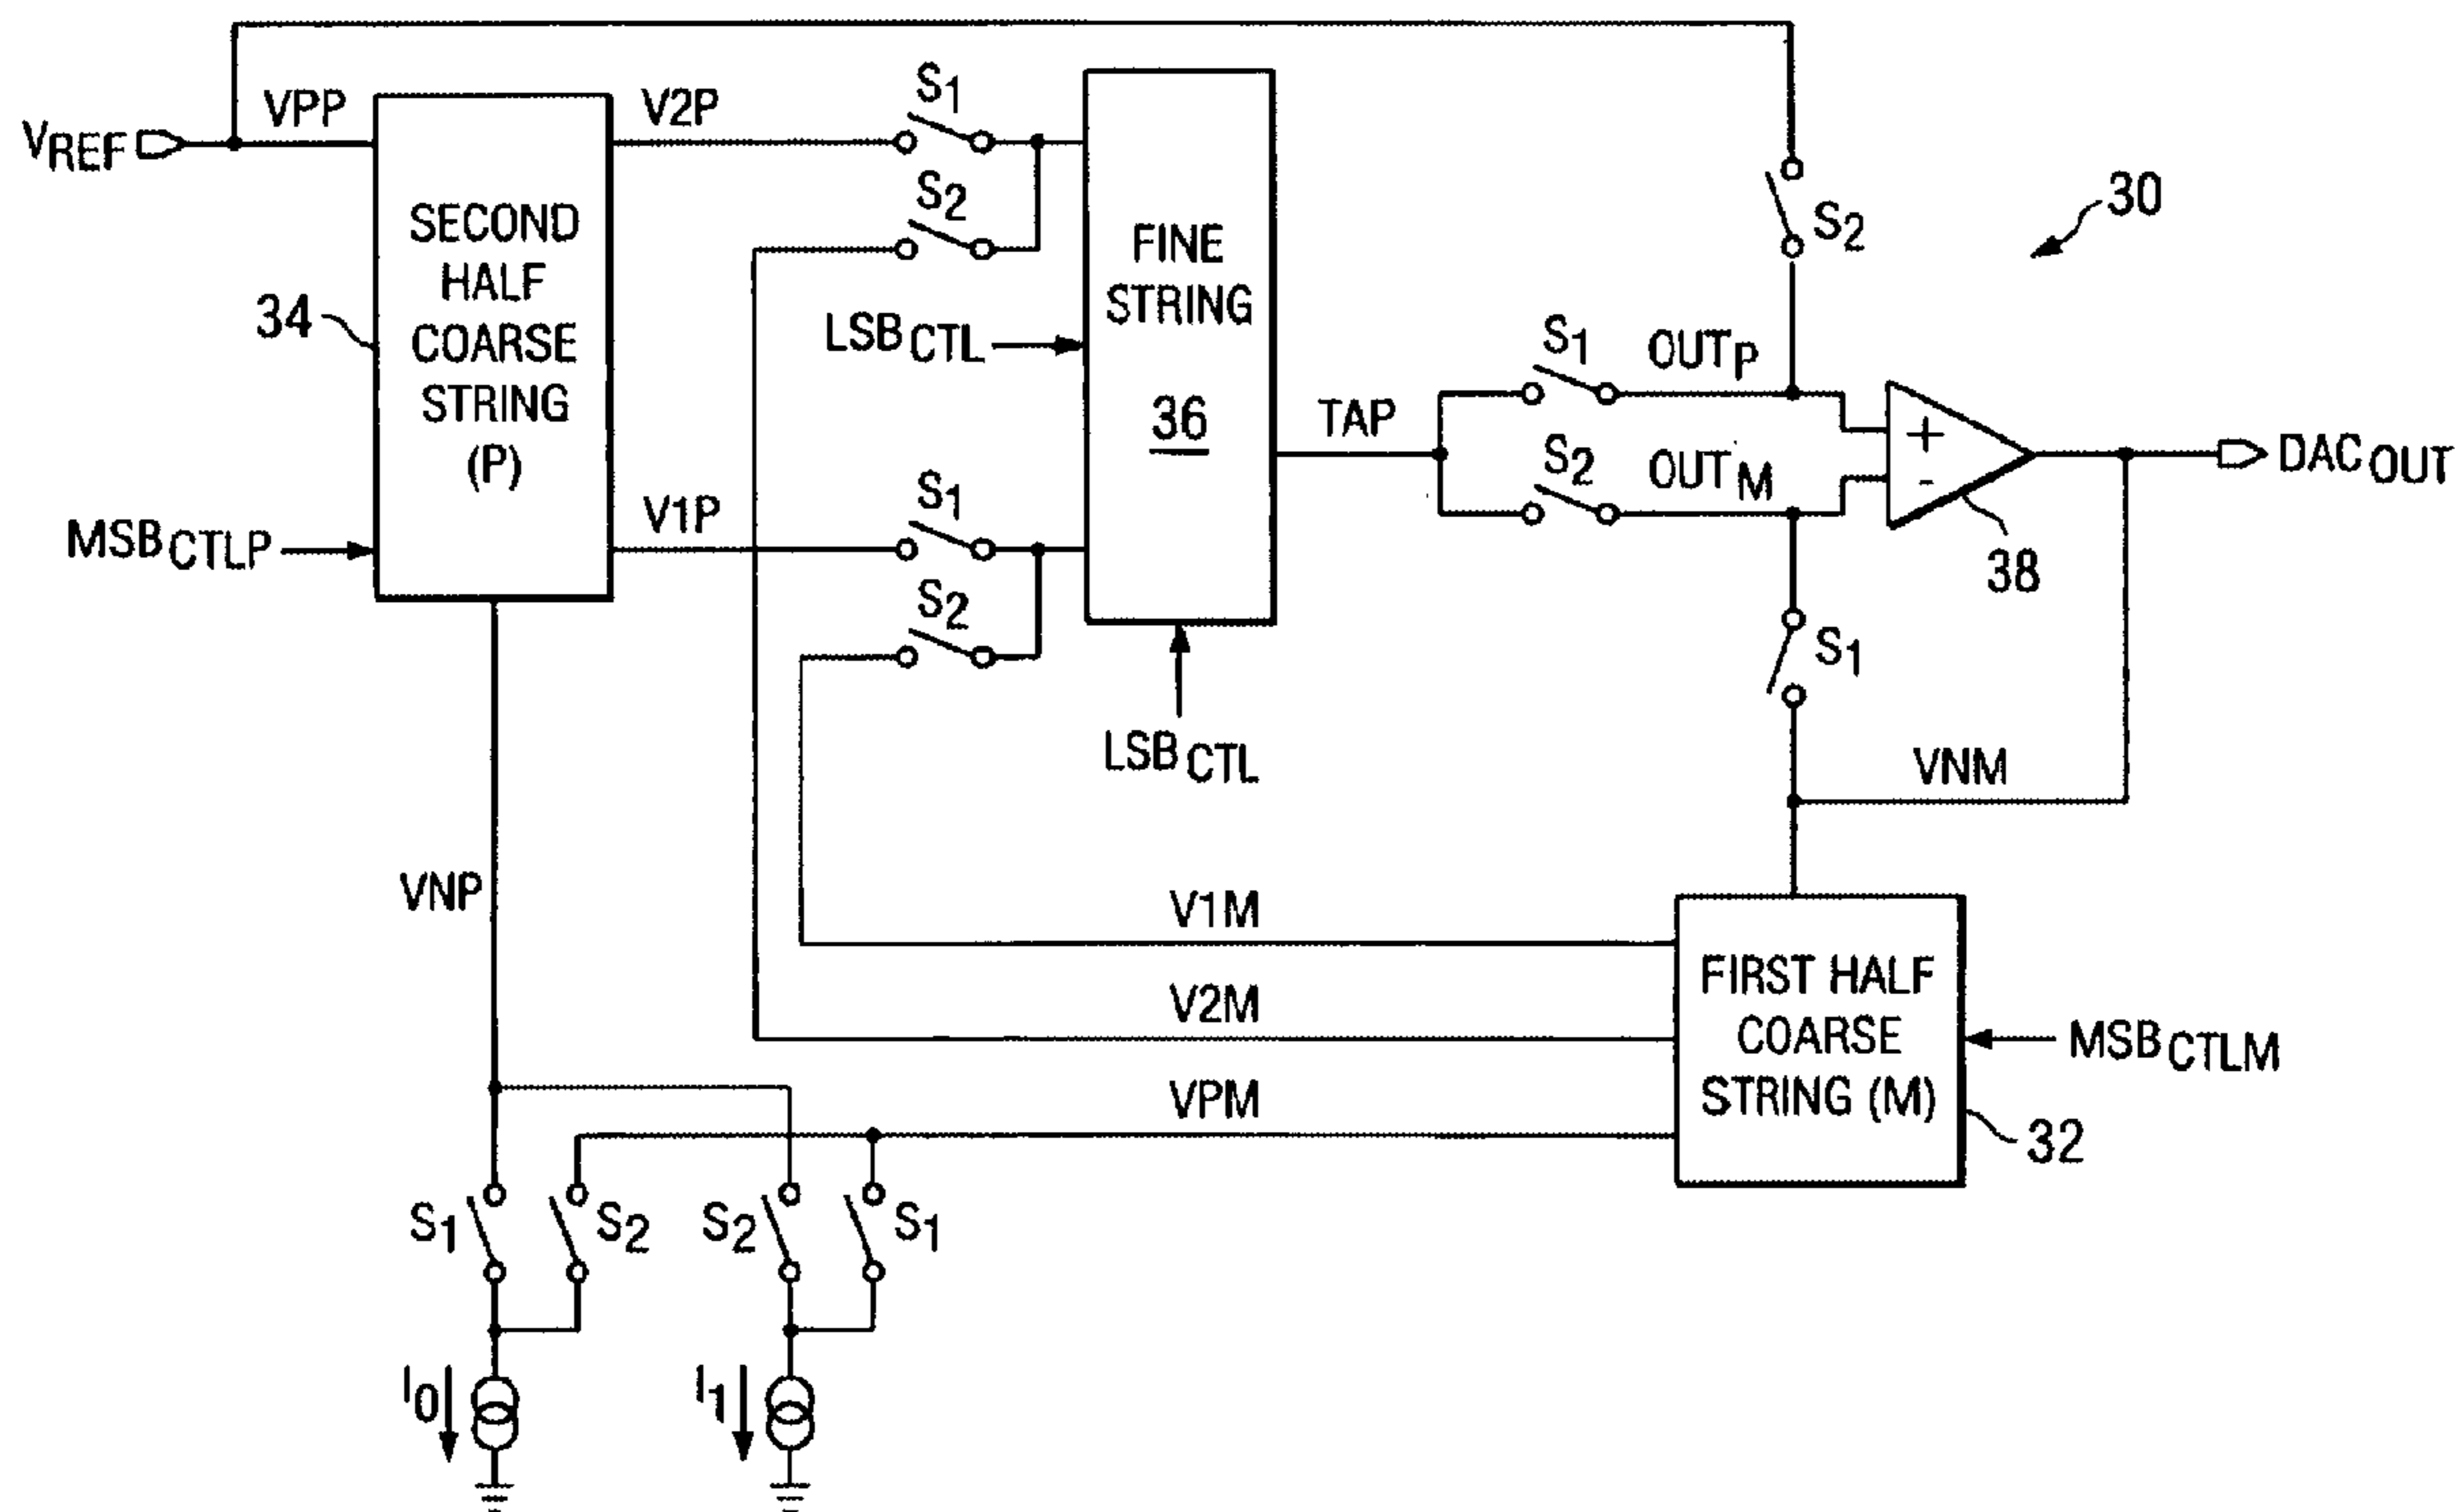 VREF
VPP
SECOND
HALF
COARSE
STRING
(P)
34
MSBCTLP
V2P
V1P
S1
S2
S1
S2
FINE
STRING
36
LSBCTL
LSBCTL
TAP
S1
S2
OUTP
OUTM
S2
30
+
-
38
DACOUT
S1
VNM
VNP
V1M
V2M
VPM
FIRST HALF
COARSE
STRING (M)
MSBCTLM
32
S1
S2
S2
S1
I0
I1